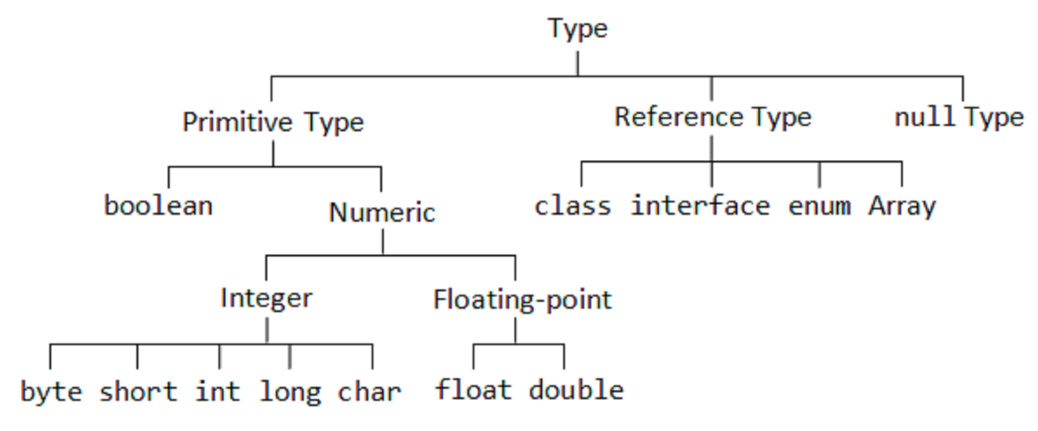 Type
Primitive Type Reference Type null Type
boolean Numeric class interface enum Array
Integer Floating-point
byte short int long char float double